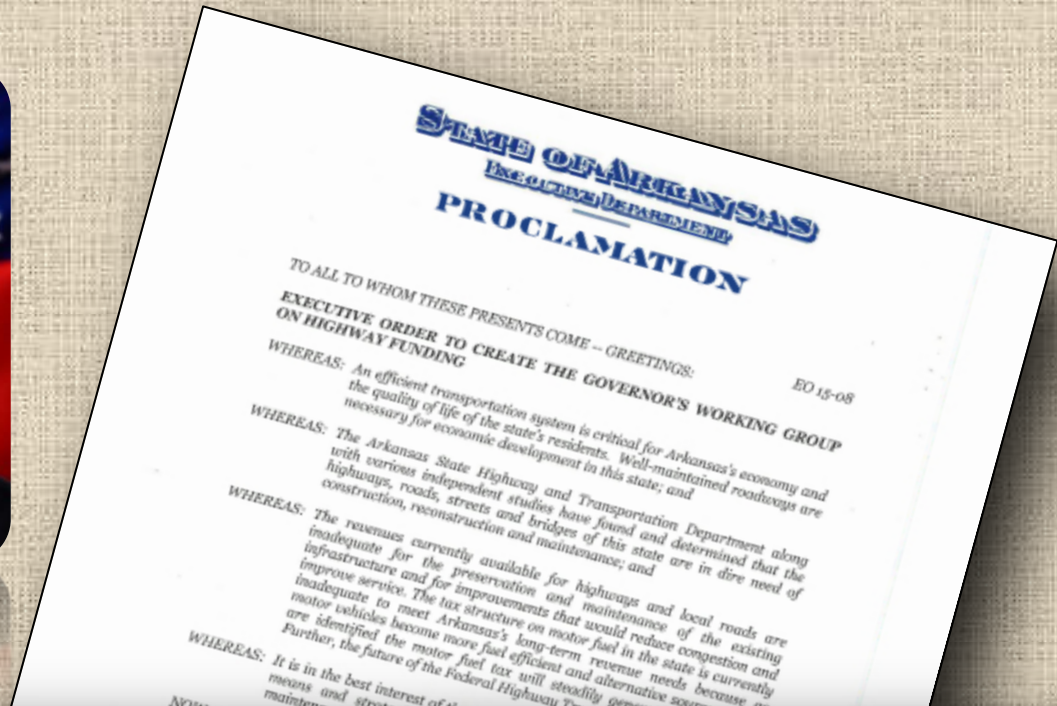 STATE OF ARKANSAS
EXECUTIVE DEPARTMENT
PROCLAMATION
TO ALL TO WHOM THESE PRESENTS COME – GREETINGS:
EO 15-08
EXECUTIVE ORDER TO CREATE THE GOVERNOR'S WORKING GROUP
ON HIGHWAY FUNDING
WHEREAS: An efficient transportation system is critical for Arkansas's economy and
the quality of life of the state's residents. Well-maintained roadways are
necessary for economic development in this state; and
WHEREAS: The Arkansas State Highway and Transportation Department along
with various independent studies have found and determined that the
highways, roads, streets and bridges of this state are in dire need of
construction, reconstruction and maintenance; and
WHEREAS: The revenues currently available for highways and local roads are
inadequate for the preservation and maintenance of the existing
infrastructure and for improvements that would reduce congestion and
improve service. The tax structure on motor fuel in the state is currently
inadequate to meet Arkansas's long-term revenue needs because as
motor vehicles become more fuel efficient and alternative
are identified the motor fuel tax will steadily
Further, the future of the Federal Highway
WHEREAS: It is in the best interest of
means and